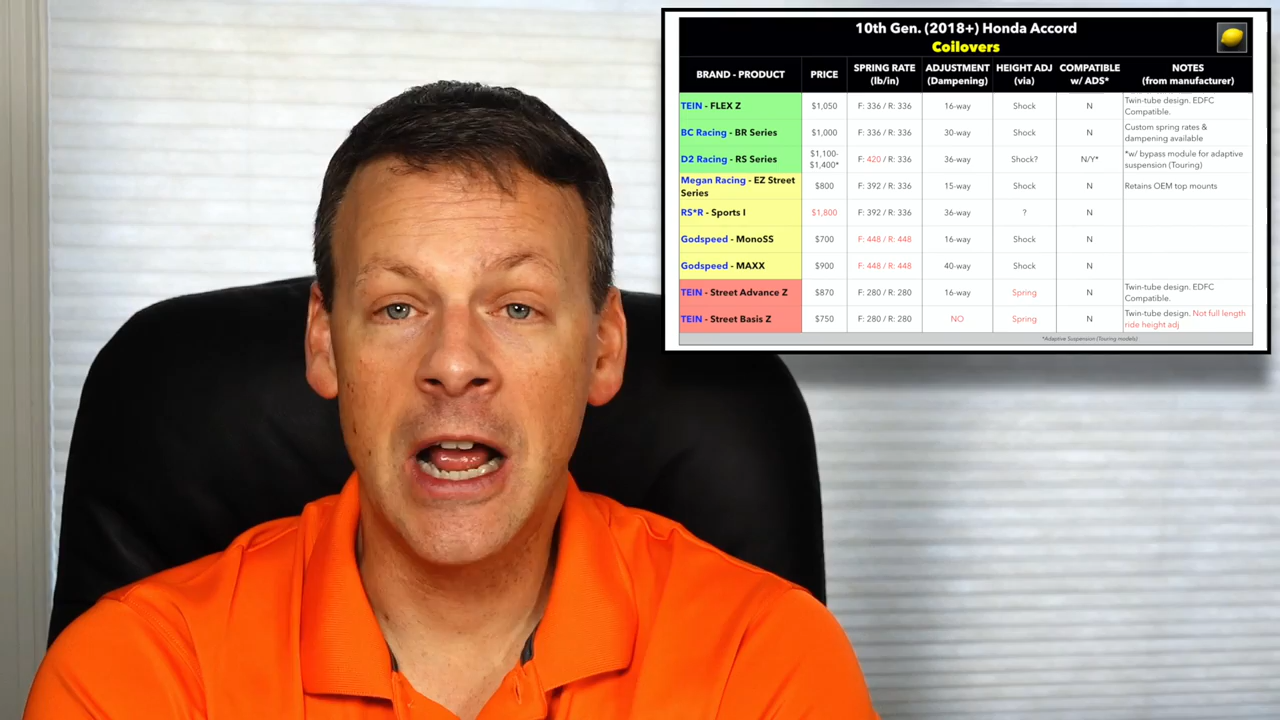 10th Gen. (2018+) Honda Accord
Coilovers
BRAND - PRODUCT PRICE SPRING RATE (lb/in) ADJUSTMENT (Dampening) HEIGHT ADJ (via) COMPATIBLE w/ ADS* NOTES (from manufacturer)
TEIN - FLEX Z $1,050 F: 336 / R: 336 16-way Shock N Twin-tube design. EDFC Compatible.
BC Racing - BR Series $1,000 F: 336 / R: 336 30-way Shock N Custom spring rates & dampening available
D2 Racing - RS Series $1,100-$1,400* F: 420 / R: 336 36-way Shock? N/Y* *w/ bypass module for adaptive suspension (Touring)
Megan Racing - EZ Street Series $800 F: 392 / R: 336 15-way Shock N Retains OEM top mounts
RS*R - Sports I $1,800 F: 392 / R: 336 36-way ? N
Godspeed - MonoSS $700 F: 448 / R: 448 16-way Shock N
Godspeed - MAXX $900 F: 448 / R: 448 40-way Shock N
TEIN - Street Advance Z $870 F: 280 / R: 280 16-way Spring N Twin-tube design. EDFC Compatible.
TEIN - Street Basis Z $750 F: 280 / R: 280 NO Spring N Twin-tube design. Not full length ride height adj
*Adaptive Suspension (Touring models)